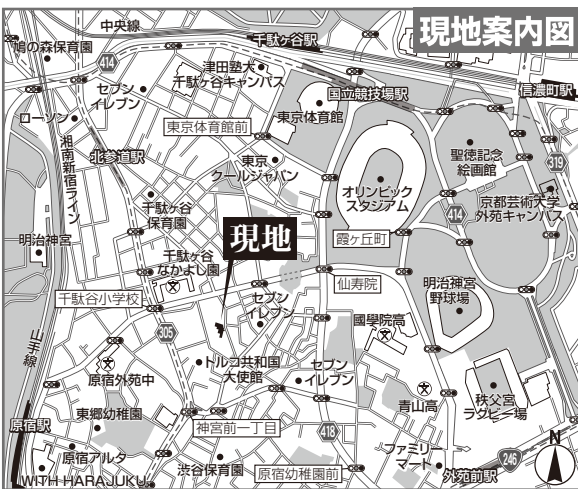 現地案内図
中央線
鳩の森保育園
千駄ヶ谷駅
414
津田塾大
千駄ヶ谷キャンパス
セブン
イレブン
国立競技場駅
信濃町駅
ローソン
東京体育館前
東京体育館
湘南新宿ライン
北参道駅
東京
クールジャパン
聖徳記念
絵画館
319
オリンピック
スタジアム
京都芸術大学
外苑キャンパス
千駄ヶ谷
保育園
414
明治神宮
現地
霞ヶ丘町
千駄ケ谷
なかよし園
仙寿院
明治神宮
野球場
千駄谷小学校
セブン
イレブン
305
國學院高
山手線
トルコ共和国
大使館
セブン
イレブン
原宿外苑中
青山高
秩父宮
ラグビー場
東郷幼稚園
原宿駅
神宮前一丁目
418
原宿アルタ
ファミリー
マート
246
N
渋谷保育園
原宿幼稚園前
外苑前駅
WITH HARAJUKU